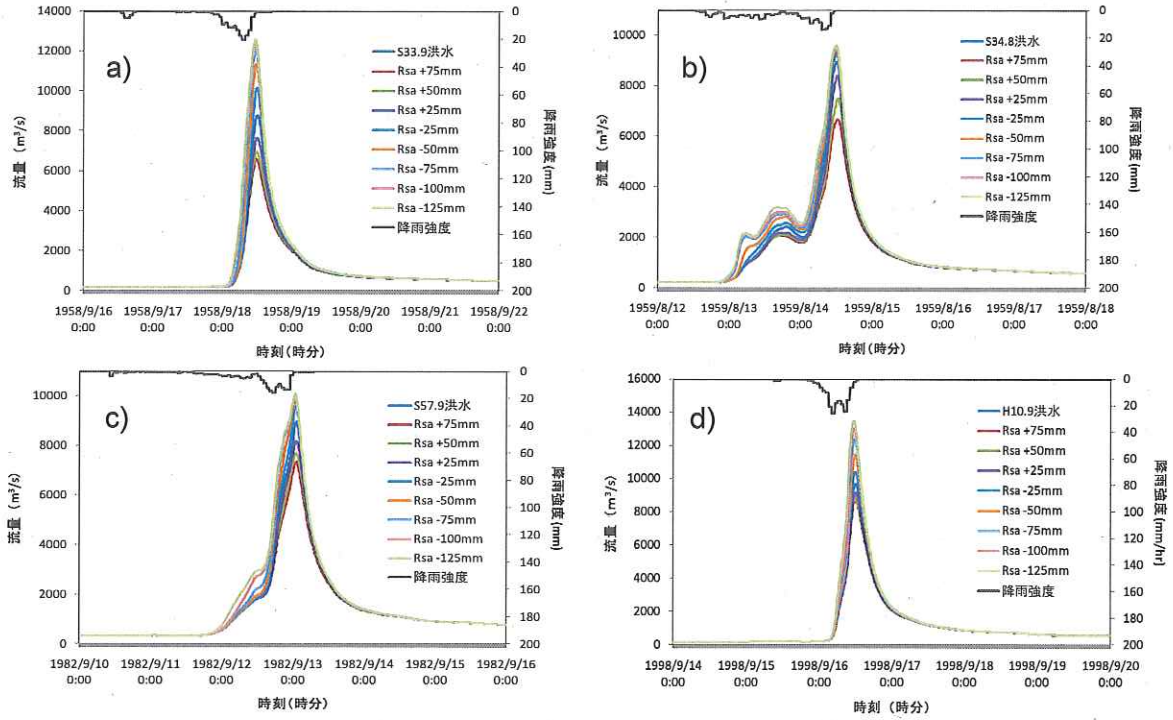 a)
14000
12000
10000
8000
6000
4000
2000
0
流量（m³/s）
0
20
40
60
80
100
120
140
160
180
200
降雨強度(mm)
S33.9洪水
Rsa +75mm
Rsa +50mm
Rsa +25mm
Rsa -25mm
Rsa -50mm
Rsa -75mm
Rsa -100mm
Rsa -125mm
降雨強度
1958/9/16 1958/9/17 1958/9/18 1958/9/19 1958/9/20 1958/9/21 1958/9/22
0:00 0:00 0:00 0:00 0:00 0:00 0:00
時刻(時分)
b)
10000
8000
6000
4000
2000
0
流量（m³/s）
0
20
40
60
80
100
120
140
160
180
200
降雨強度(mm)
S34.8洪水
Rsa +75mm
Rsa +50mm
Rsa +25mm
Rsa -25mm
Rsa -50mm
Rsa -75mm
Rsa -100mm
Rsa -125mm
降雨強度
1959/8/12 1959/8/13 1959/8/14 1959/8/15 1959/8/16 1959/8/17 1959/8/18
0:00 0:00 0:00 0:00 0:00 0:00 0:00
時刻(時分)
c)
10000
8000
6000
4000
2000
0
流量（m³/s）
0
20
40
60
80
100
120
140
160
180
200
降雨強度(mm)
S57.9洪水
Rsa +75mm
Rsa +50mm
Rsa +25mm
Rsa -25mm
Rsa -50mm
Rsa -75mm
Rsa -100mm
Rsa -125mm
降雨強度
1982/9/10 1982/9/11 1982/9/12 1982/9/13 1982/9/14 1982/9/15 1982/9/16
0:00 0:00 0:00 0:00 0:00 0:00 0:00
時刻(時分)
d)
16000
14000
12000
10000
8000
6000
4000
2000
0
流量（m³/s）
0
20
40
60
80
100
120
140
160
180
200
降雨強度(mm/hr)
H10.9洪水
Rsa +75mm
Rsa +50mm
Rsa +25mm
Rsa -25mm
Rsa -50mm
Rsa -75mm
Rsa -100mm
Rsa -125mm
降雨強度
1998/9/14 1998/9/15 1998/9/16 1998/9/17 1998/9/18 1998/9/19 1998/9/20
0:00 0:00 0:00 0:00 0:00 0:00 0:00
時刻（時分）